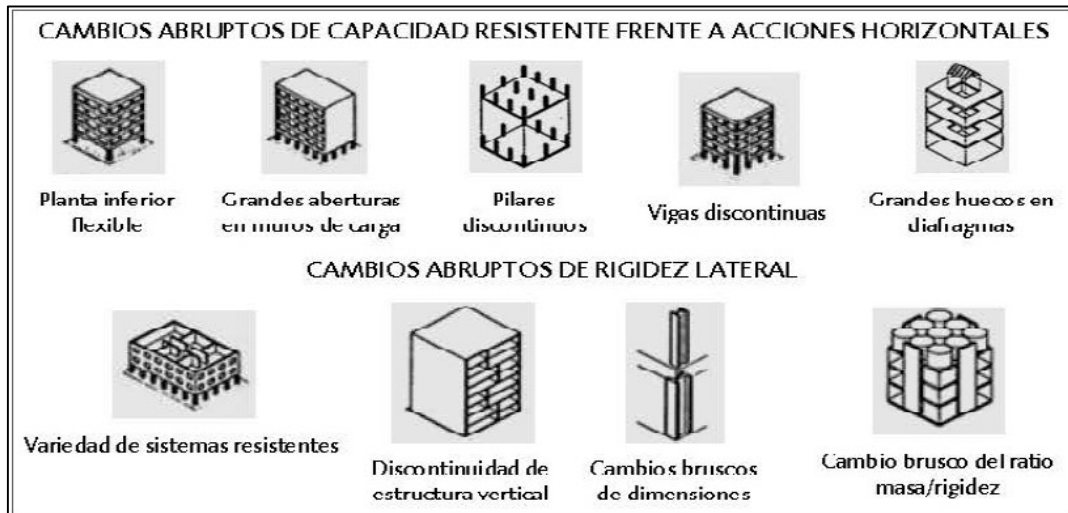 CAMBIOS ABRUPTOS DE CAPACIDAD RESISTENTE FRENTE A ACCIONES HORIZONTALES
Planta inferior
flexible
Grandes aberturas
en muros de carga
Pilares
discontinuos
Vigas discontinuas
Grandes huecos en
diafragmas
CAMBIOS ABRUPTOS DE RIGIDEZ LATERAL
Variedad de sistemas resistentes
Discontinuidad de
estructura vertical
Cambios bruscos
de dimensiones
Cambio brusco del ratio
masa/rigidez